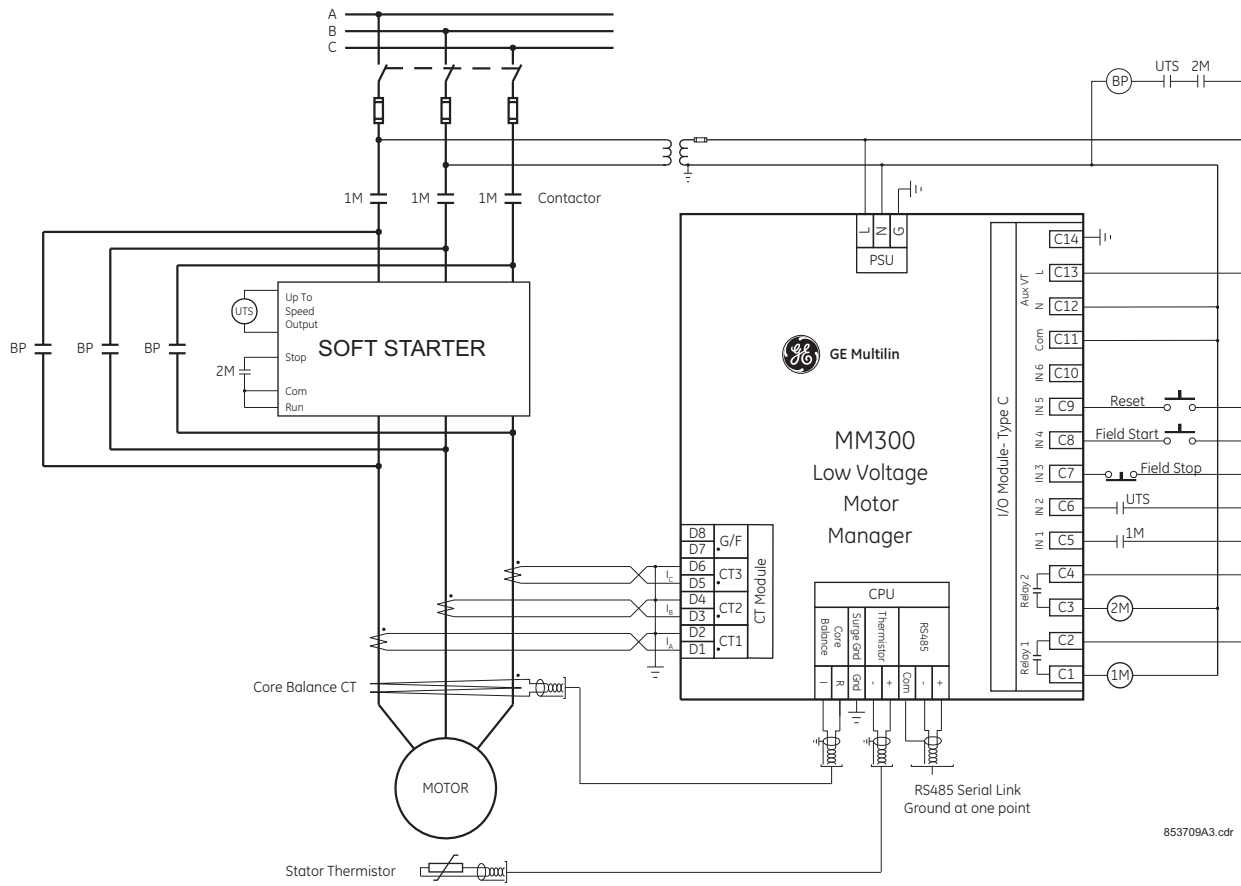 A
B
C
UTS 2M
BP
1M 1M 1M Contactor
L N G
PSU
C14
Aux VT
L C13
N C12
Com C11
IN 6 C10
IN 5 C9 Reset
IN 4 C8 Field Start
IN 3 C7 Field Stop
IN 2 C6 UTS
IN 1 C5 1M
Relay 2
C4
C3 2M
Relay 1
C2
C1 1M
I/O Module- Type C
UTS
Up To
Speed
Output
SOFT STARTER
BP BP BP
Stop
2M
Com
Run
GE
GE Multilin
MM300
Low Voltage
Motor
Manager
D8
D7 G/F
D6
D5 CT3
D4
D3 CT2
D2
D1 CT1
CT Module
IC
IB
IA
CPU
Core
Balance
Surge Gnd
Thermistor
RS485
I R Gnd - + Com - +
Core Balance CT
MOTOR
RS485 Serial Link
Ground at one point
853709A3.cdr
Stator Thermistor